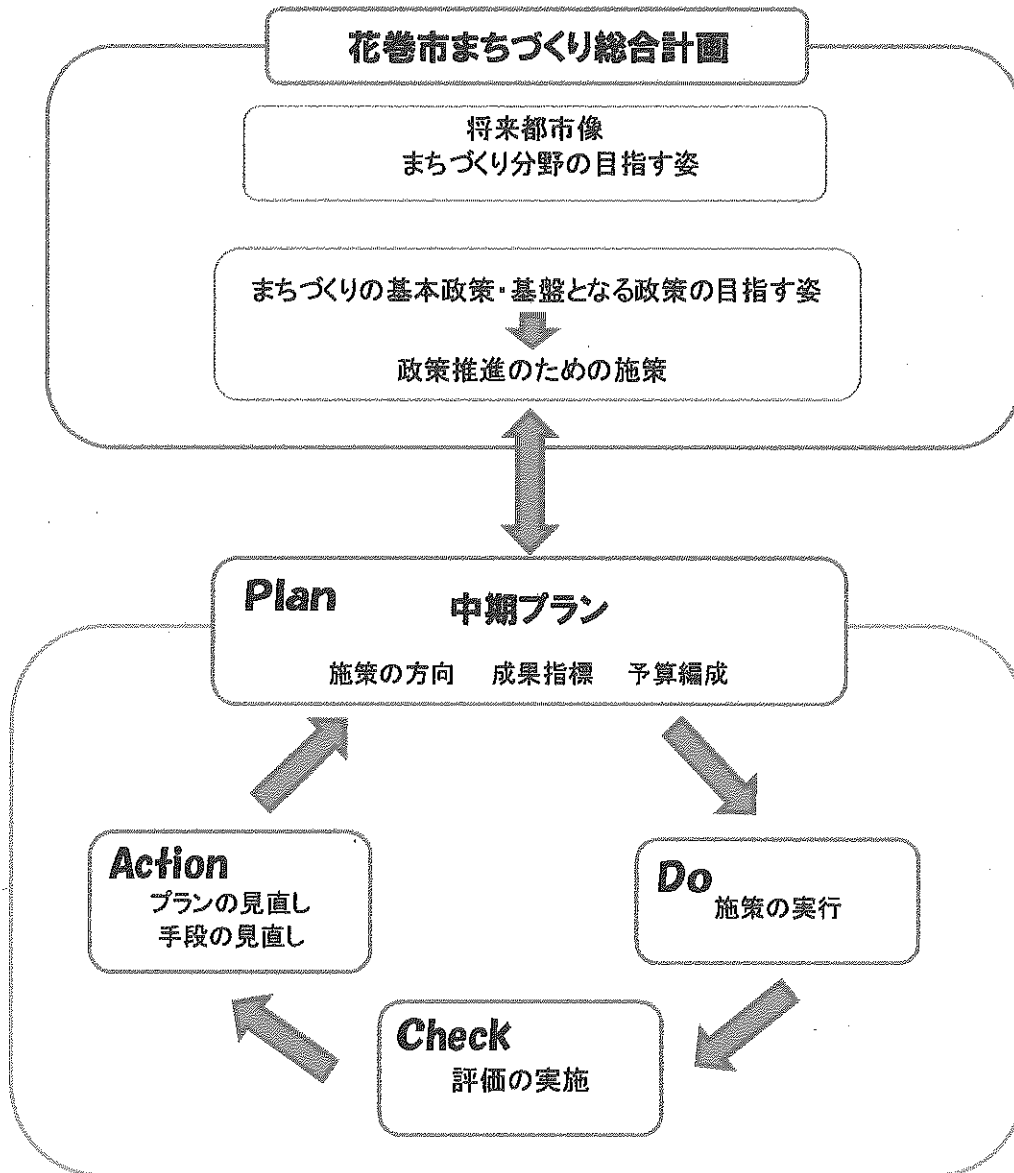 花巻市まちづくり総合計画
将来都市像
まちづくり分野の目指す姿
まちづくりの基本政策・基盤となる政策の目指す姿
政策推進のための施策
Plan 中期プラン
施策の方向 成果指標 予算編成
Action
プランの見直し
手段の見直し
Do
施策の実行
Check
評価の実施